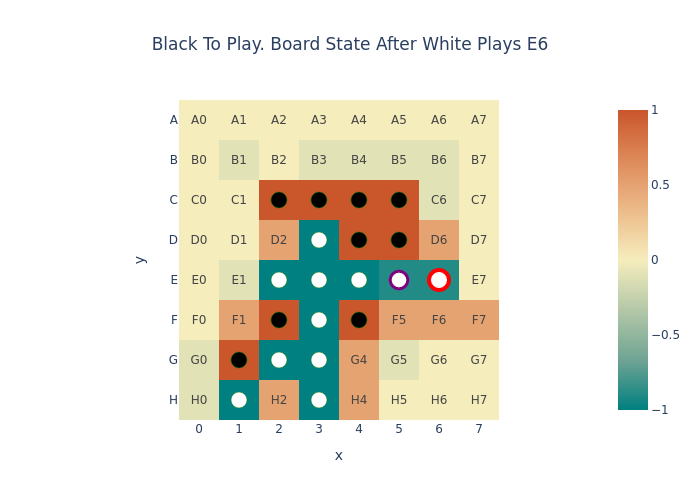 Black To Play. Board State After White Plays E6
A A0 A1 A2 A3 A4 A5 A6 A7
B B0 B1 B2 B3 B4 B5 B6 B7
C C0 C1 C6 C7
D D0 D1 D2 D6 D7
E E0 E1 E7
F F0 F1 F5 F6 F7
G G0 G4 G5 G6 G7
H H0 H2 H4 H5 H6 H7
0 1 2 3 4 5 6 7
x
y
1
0.5
0
−0.5
−1